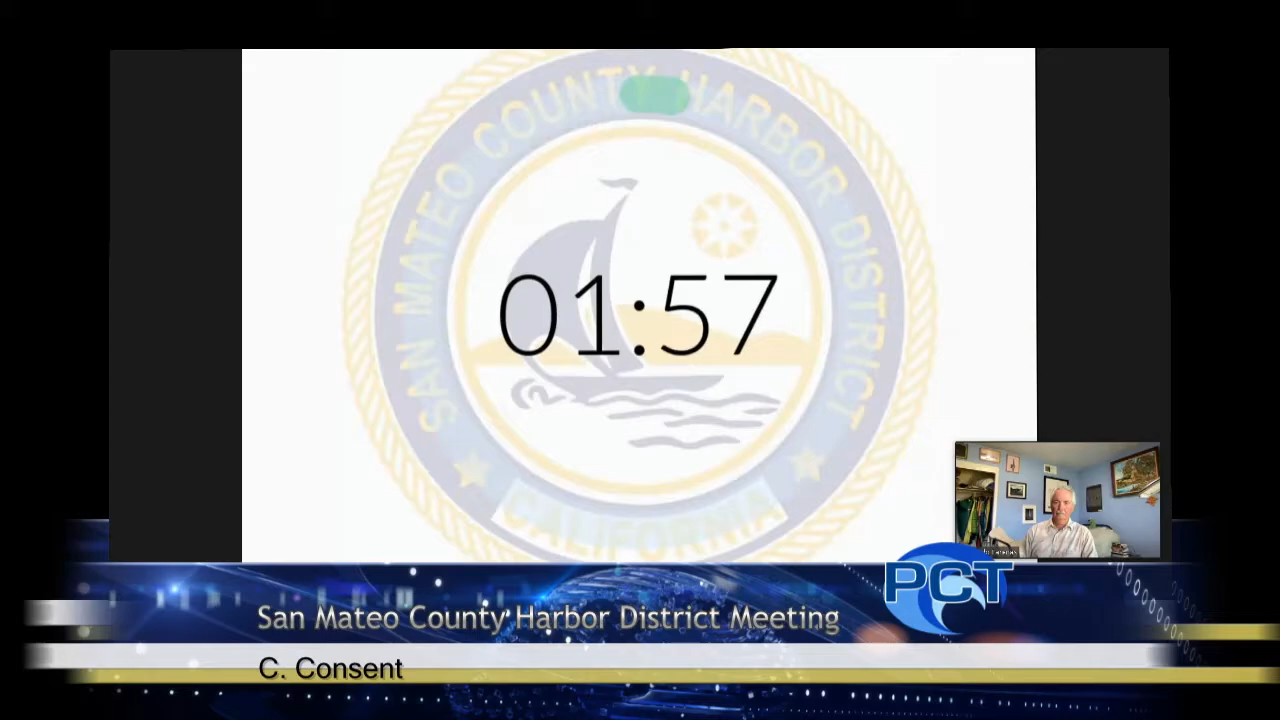 SAN MATEO COUNTY HARBOR DISTRICT
01:57
CALIFORNIA
PCT
San Mateo County Harbor District Meeting
C. Consent